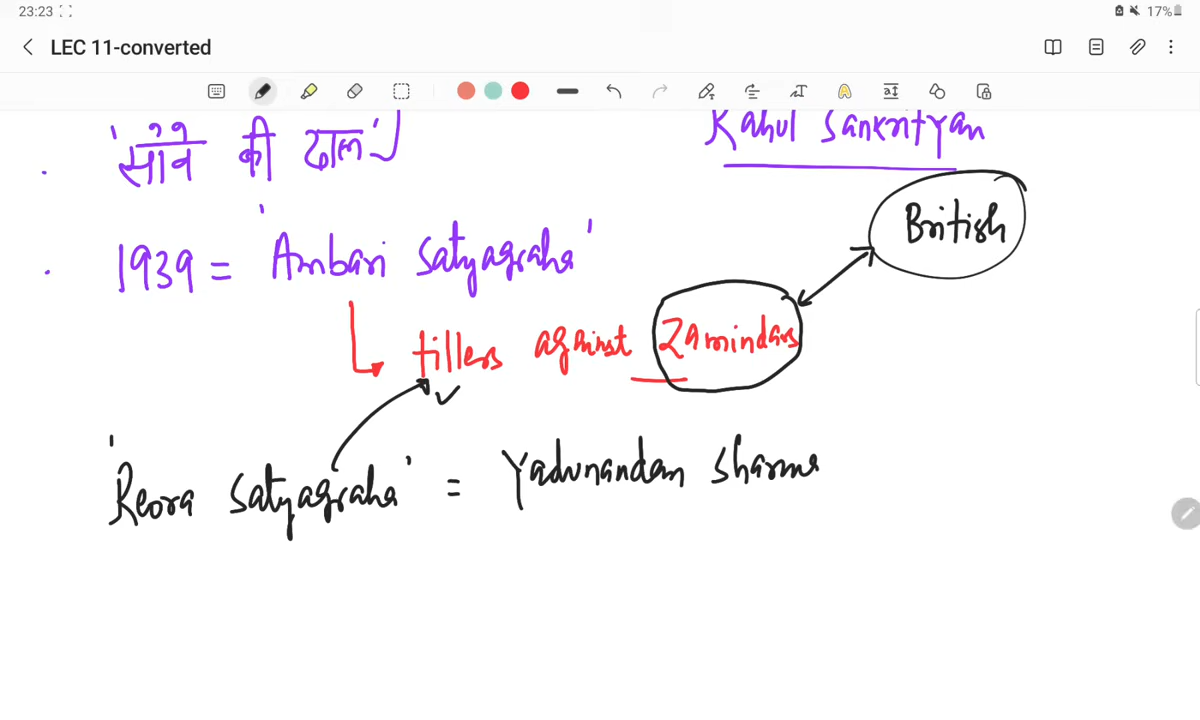 23:23 17%
LEC 11-converted
'सोने की ढाल' Rahul Sankrityan
1939 = 'Ambari Satyagraha' British
tillers against Zamindars
'Reora Satyagraha' = Yadunandan Sharma